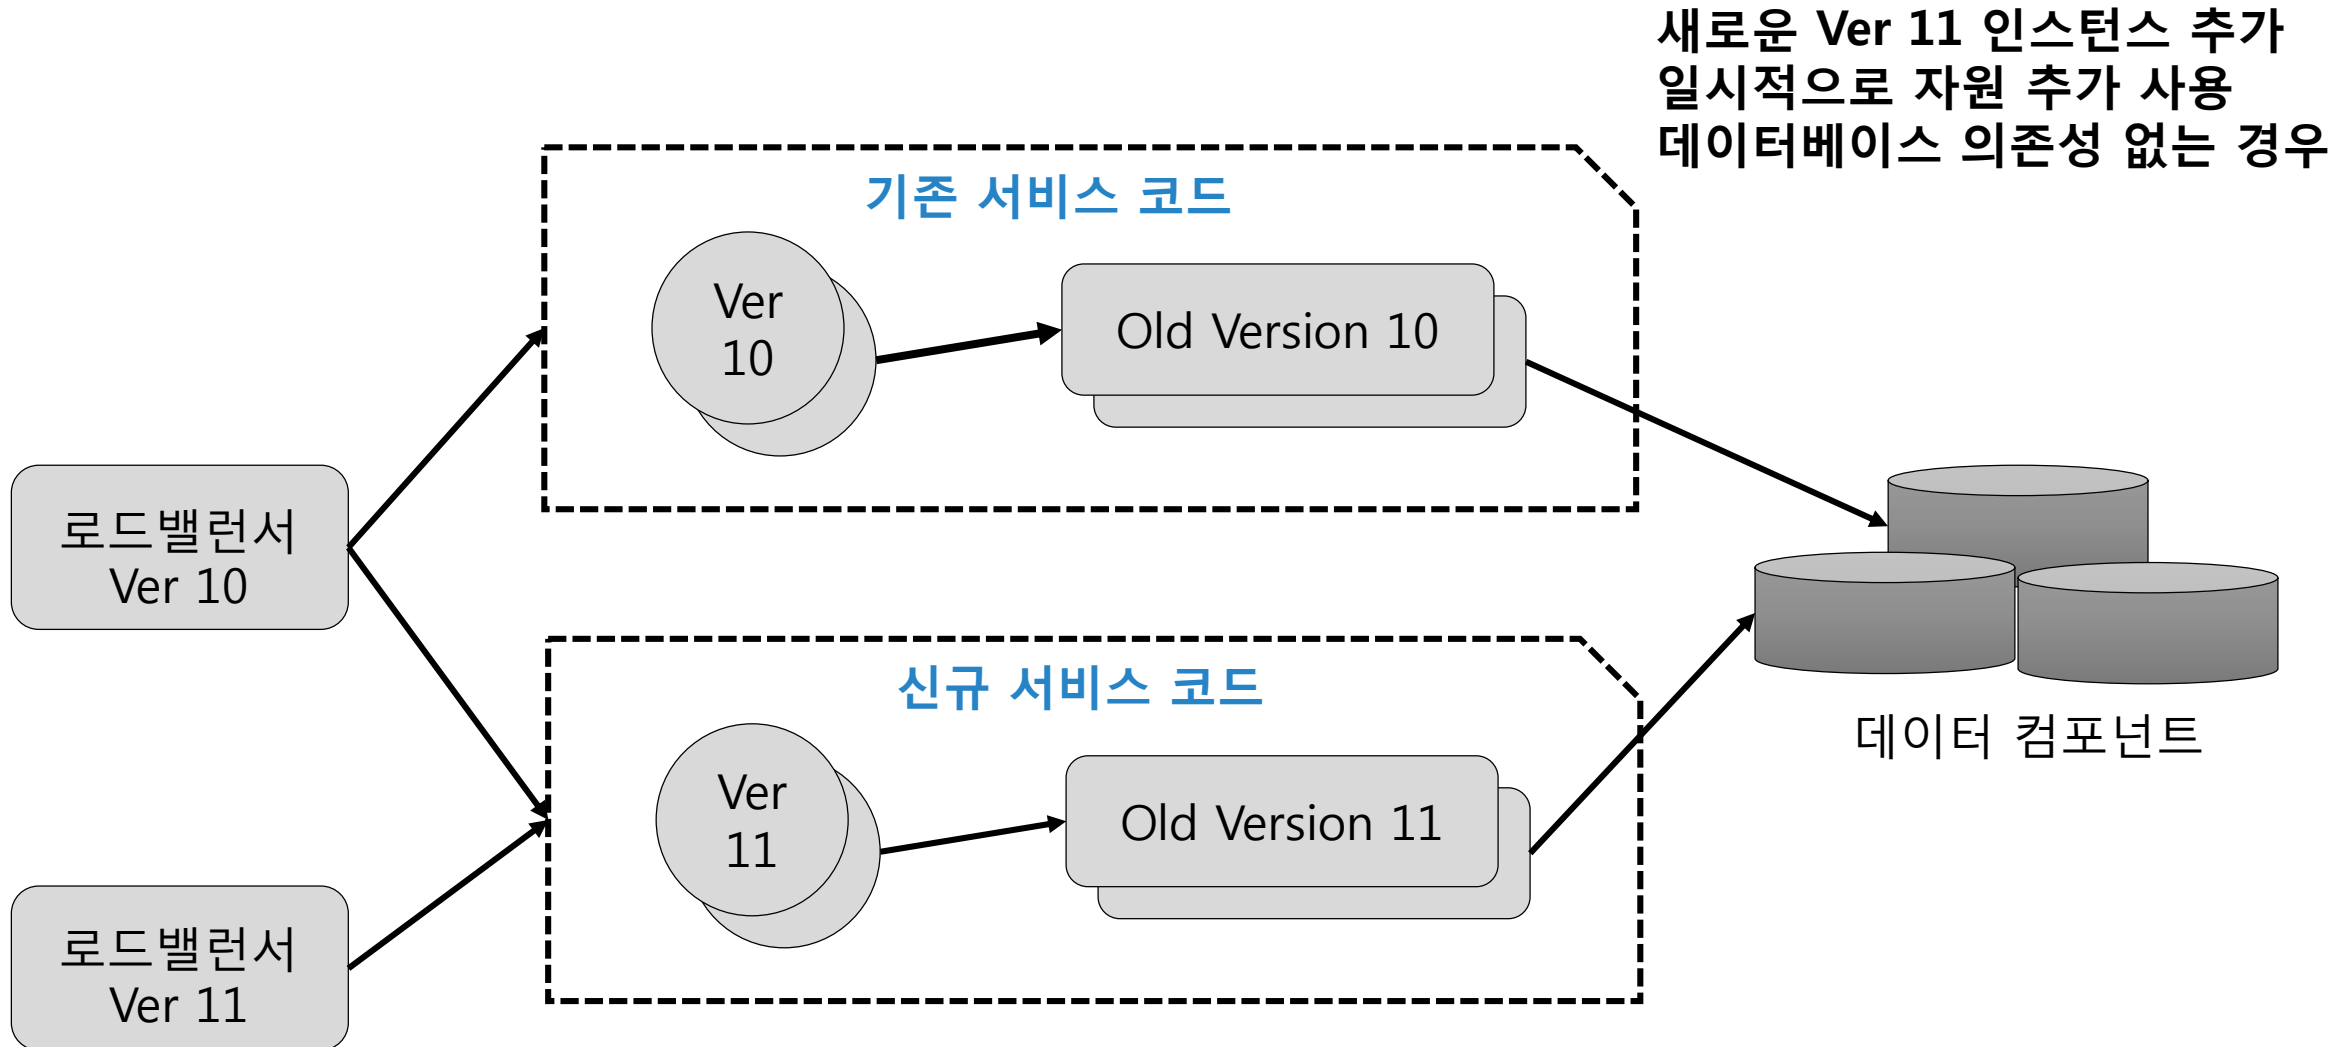 새로운 Ver 11 인스턴스 추가
일시적으로 자원 추가 사용
데이터베이스 의존성 없는 경우
기존 서비스 코드
Ver
10
Old Version 10
로드밸런서
Ver 10
신규 서비스 코드
Ver
11
Old Version 11
데이터 컴포넌트
로드밸런서
Ver 11